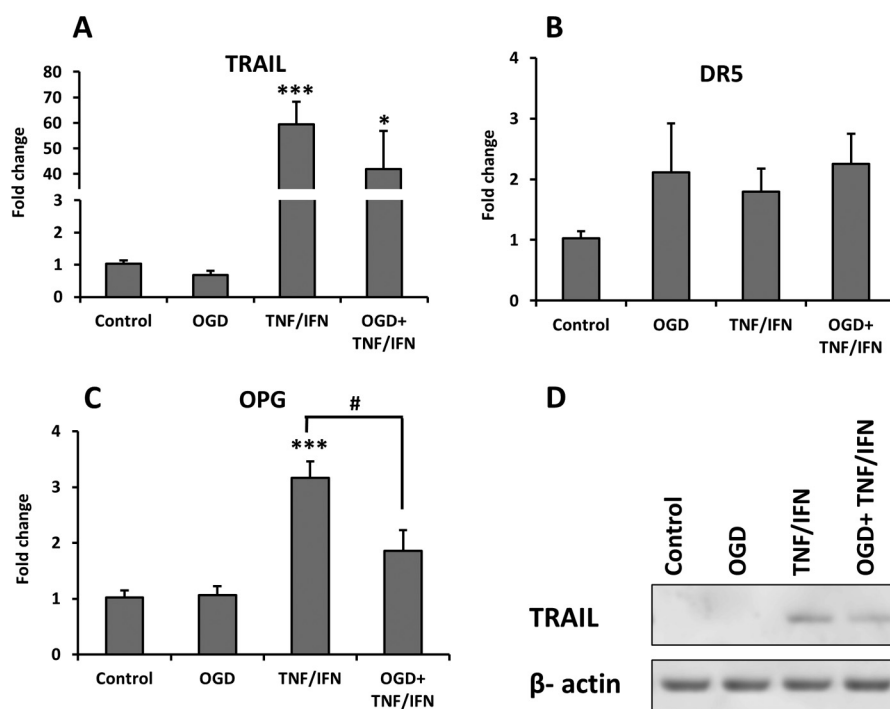 A
TRAIL
Fold change
80
70
60
50
40
3
2
1
0
***
*
Control
OGD
TNF/IFN
OGD+
TNF/IFN
B
DR5
Fold change
4
3
2
1
0
Control
OGD
TNF/IFN
OGD+
TNF/IFN
C
OPG
Fold change
4
3
2
1
0
***
#
Control
OGD
TNF/IFN
OGD+
TNF/IFN
D
Control
OGD
TNF/IFN
OGD+ TNF/IFN
TRAIL
β- actin